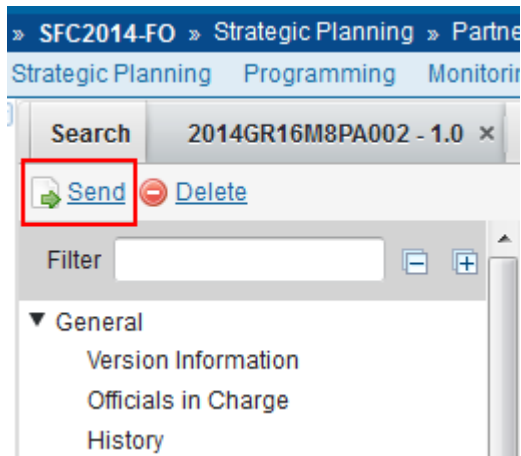 » SFC2014-FO » Strategic Planning » Partne
Strategic Planning Programming Monitorin
Search 2014GR16M8PA002 - 1.0 ×
Send Delete
Filter
▼ General
Version Information
Officials in Charge
History